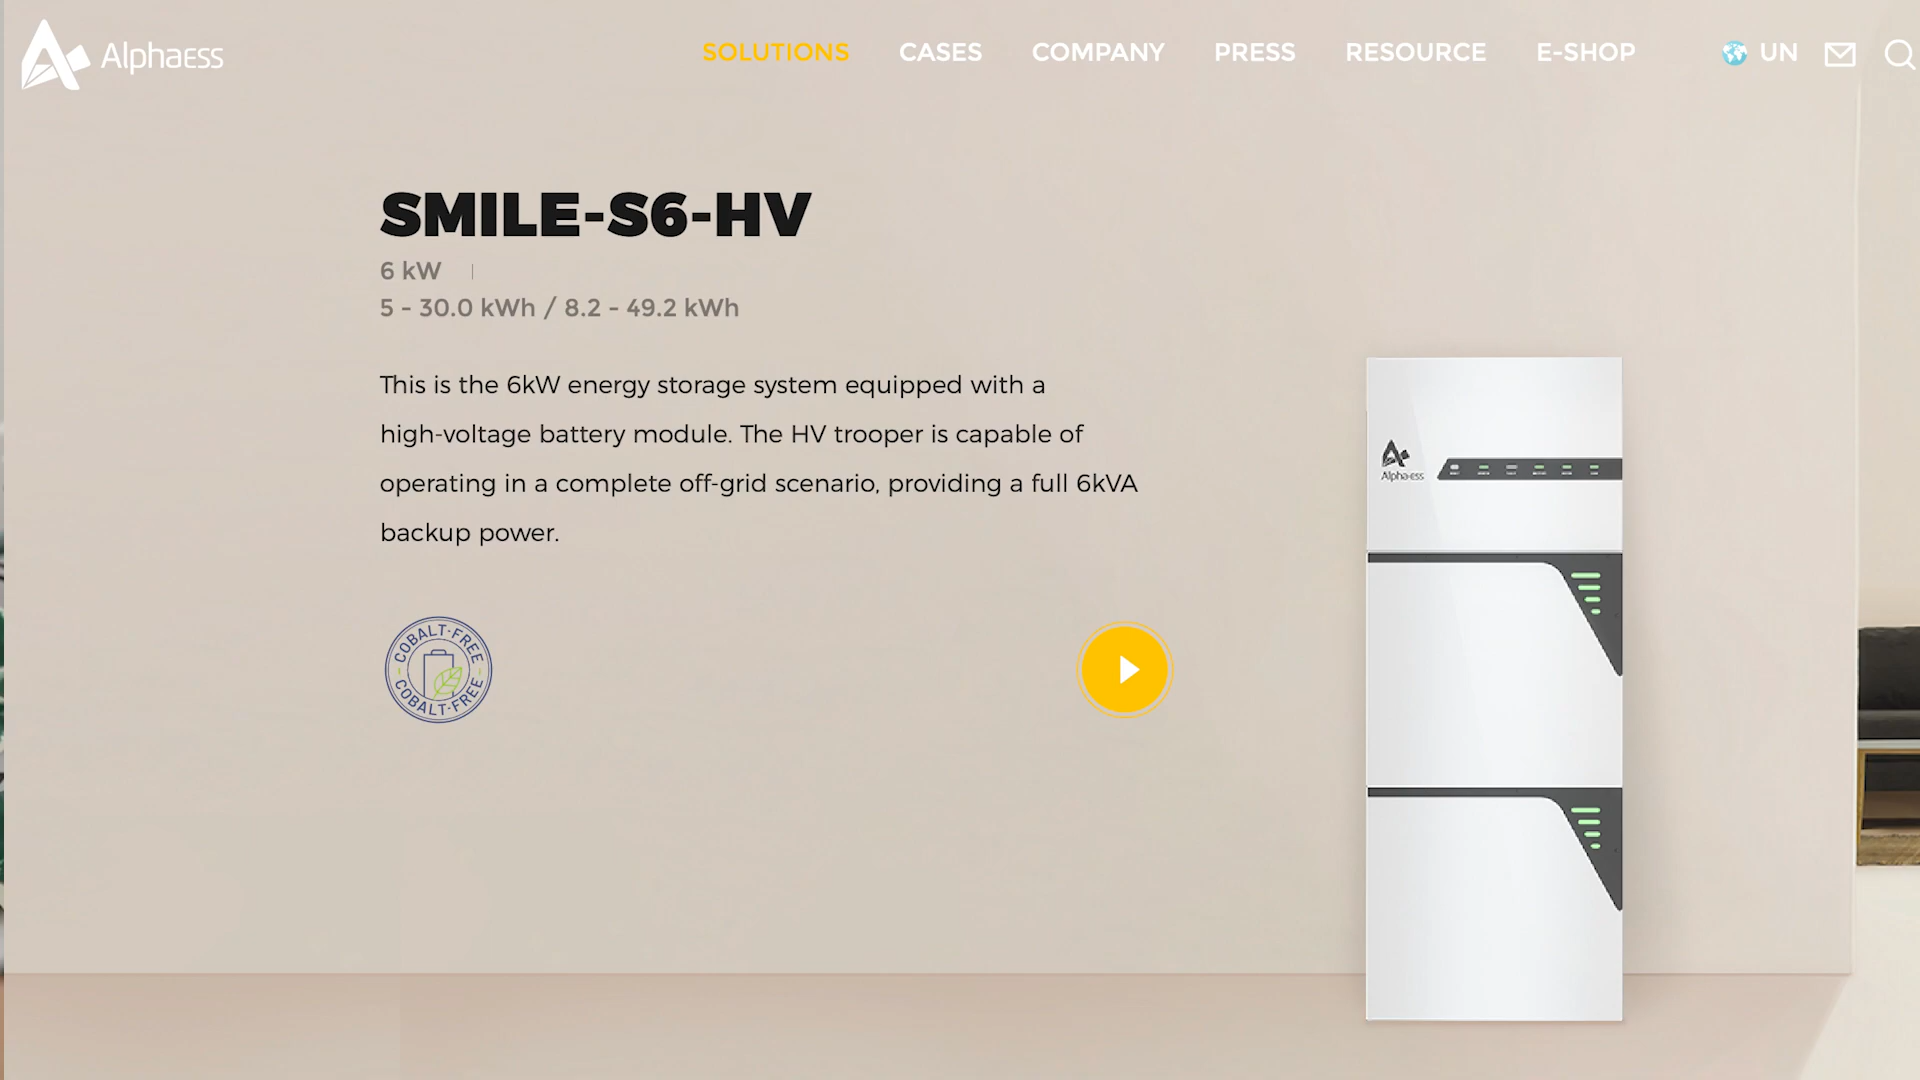 Alphaess
SOLUTIONS
CASES
COMPANY
PRESS
RESOURCE
E-SHOP
UN
SMILE-S6-HV
6 kW
5 - 30.0 kWh / 8.2 - 49.2 kWh
This is the 6kW energy storage system equipped with a
high-voltage battery module. The HV trooper is capable of
operating in a complete off-grid scenario, providing a full 6kVA
backup power.
COBALT-FREE
COBALT-FREE
Alphaess